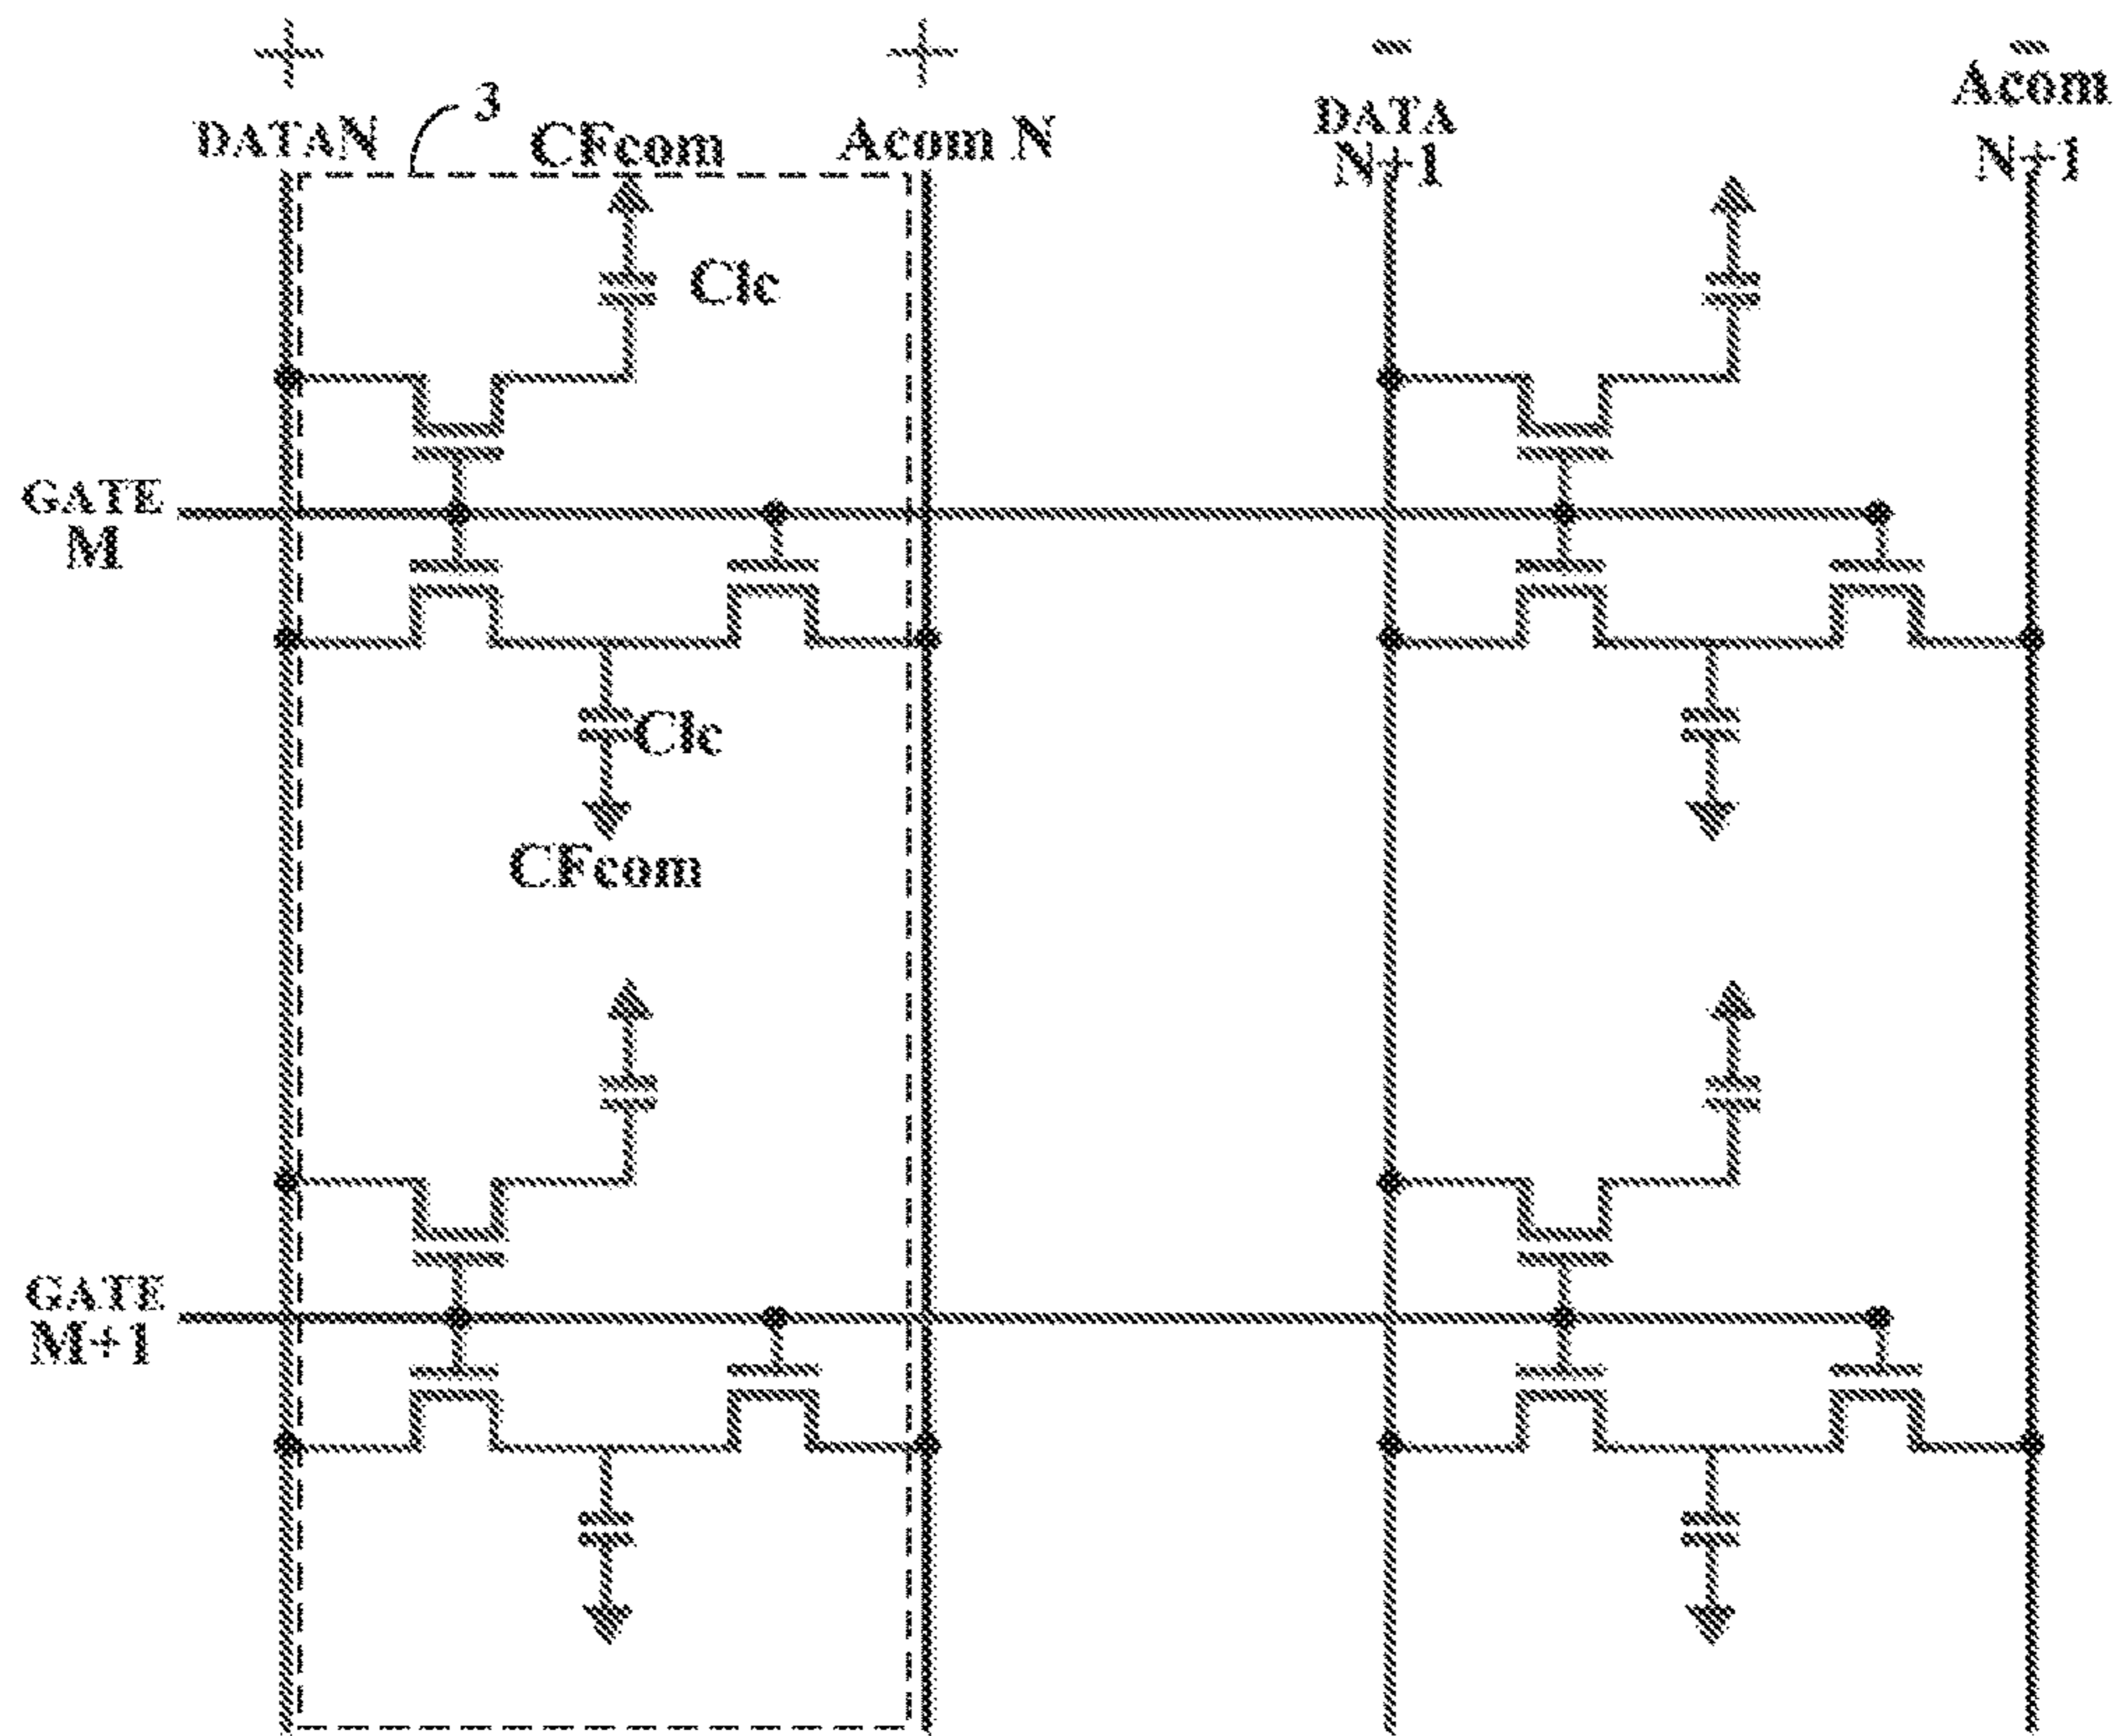 + + - -
3
DATAN CFcom Acom N DATA N+1 Acom N+1
Clc
GATE
M
Clc
CFcom
GATE
M+1